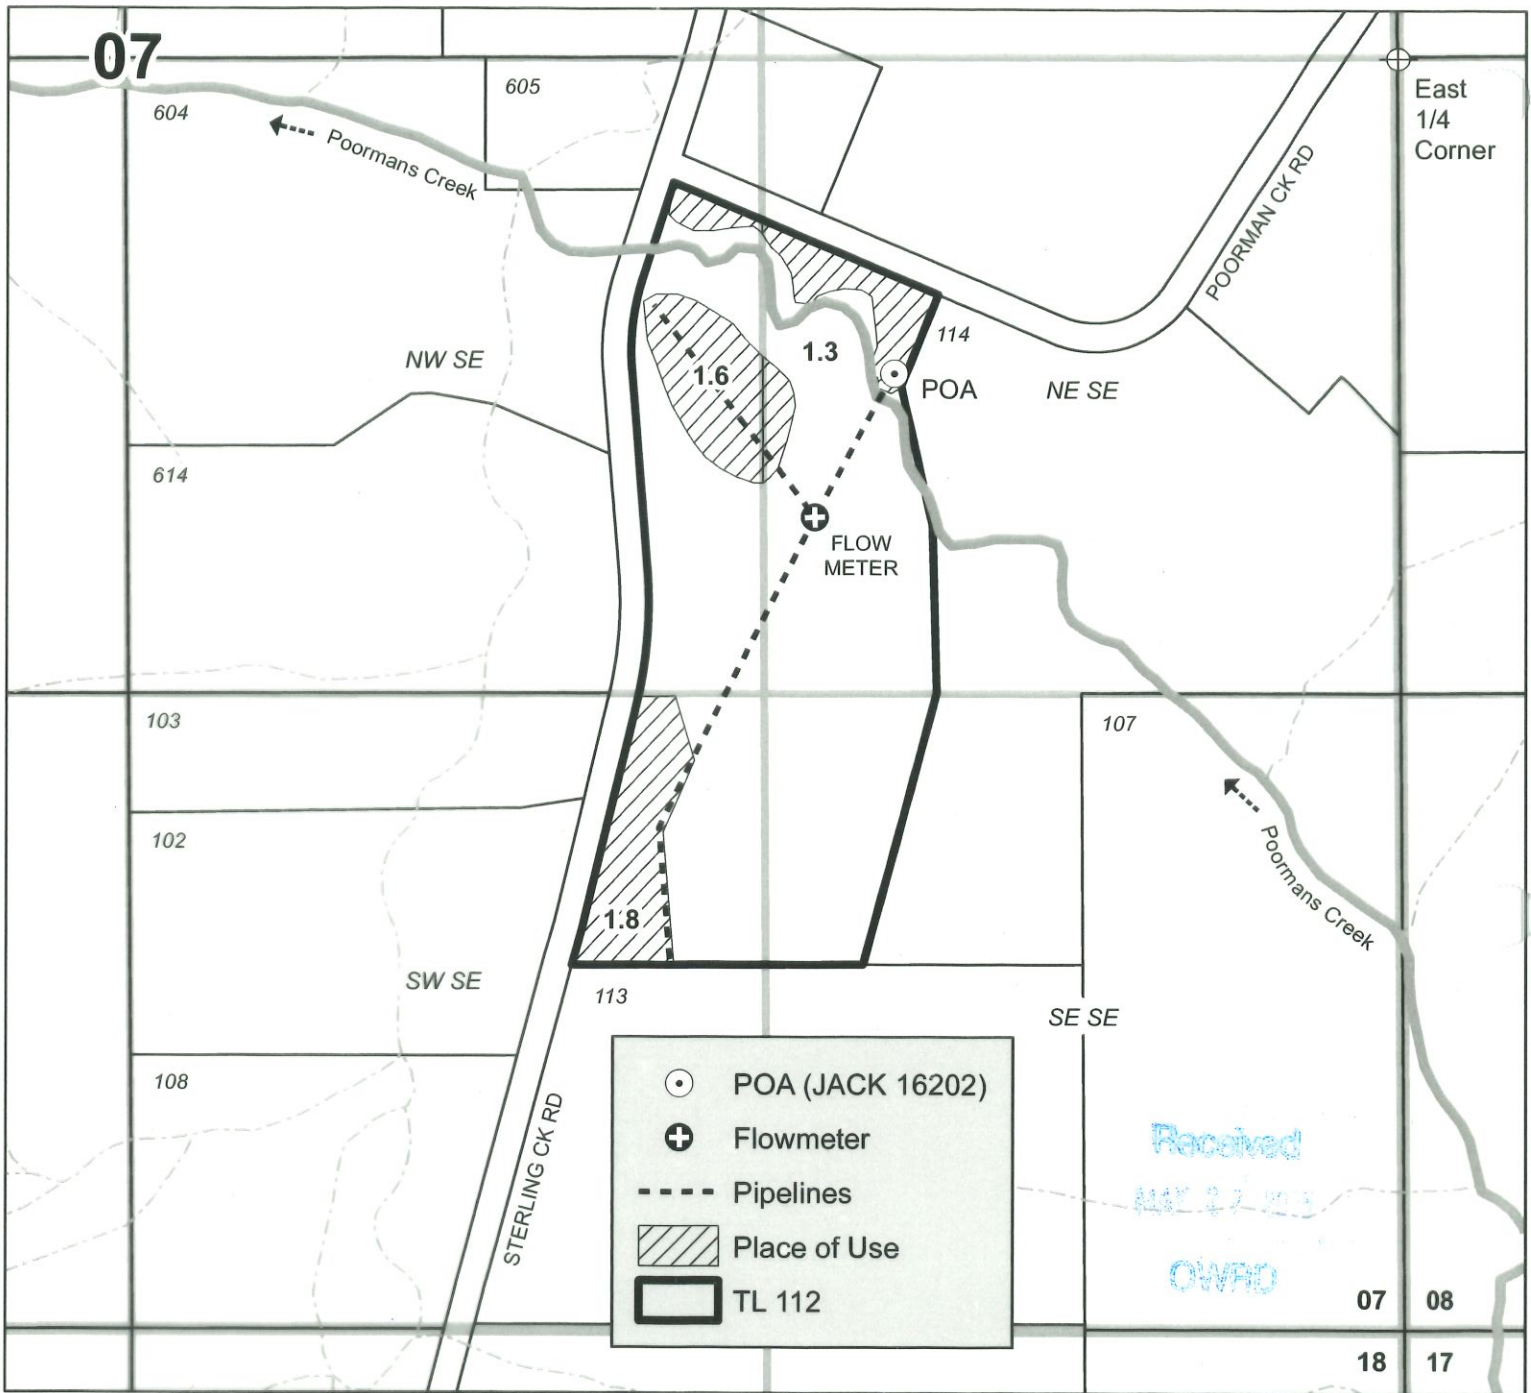 07
605
604
Poormans Creek
East
1/4
Corner
POORMAN CK RD
114
1.3
NW SE
1.6
POA
NE SE
614
FLOW
METER
103
107
102
Poormans Creek
1.8
SW SE
113
SE SE
108
STERLING CK RD
POA (JACK 16202)
Flowmeter
Pipelines
Place of Use
TL 112
Received
MAY 27
OWRD
07 08
18 17